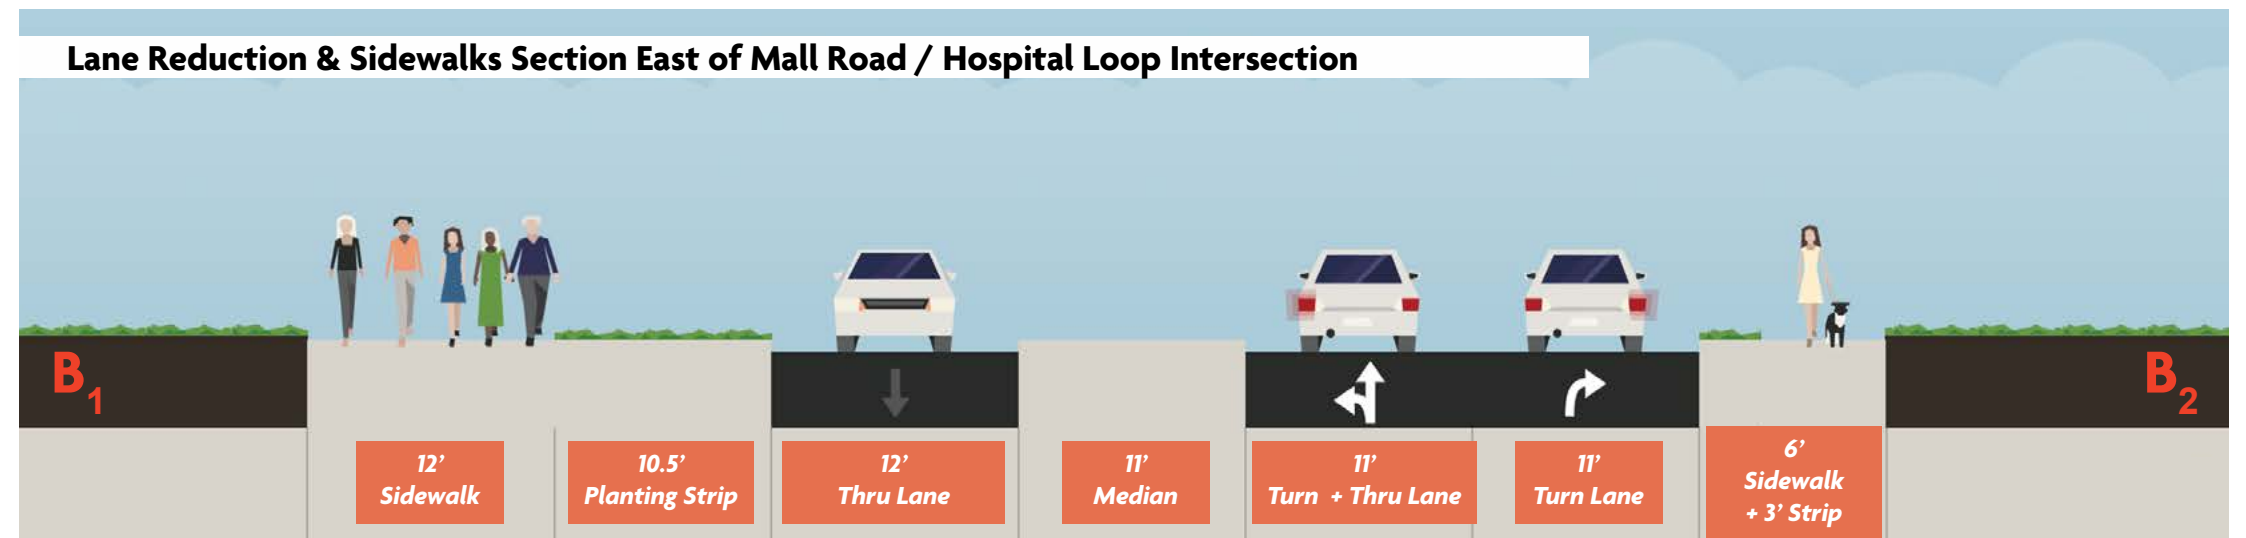 Lane Reduction & Sidewalks Section East of Mall Road / Hospital Loop Intersection
B1
B2
12’
Sidewalk
10.5’
Planting Strip
12’
Thru Lane
11’
Median
11’
Turn + Thru Lane
11’
Turn Lane
6’
Sidewalk
+ 3’ Strip